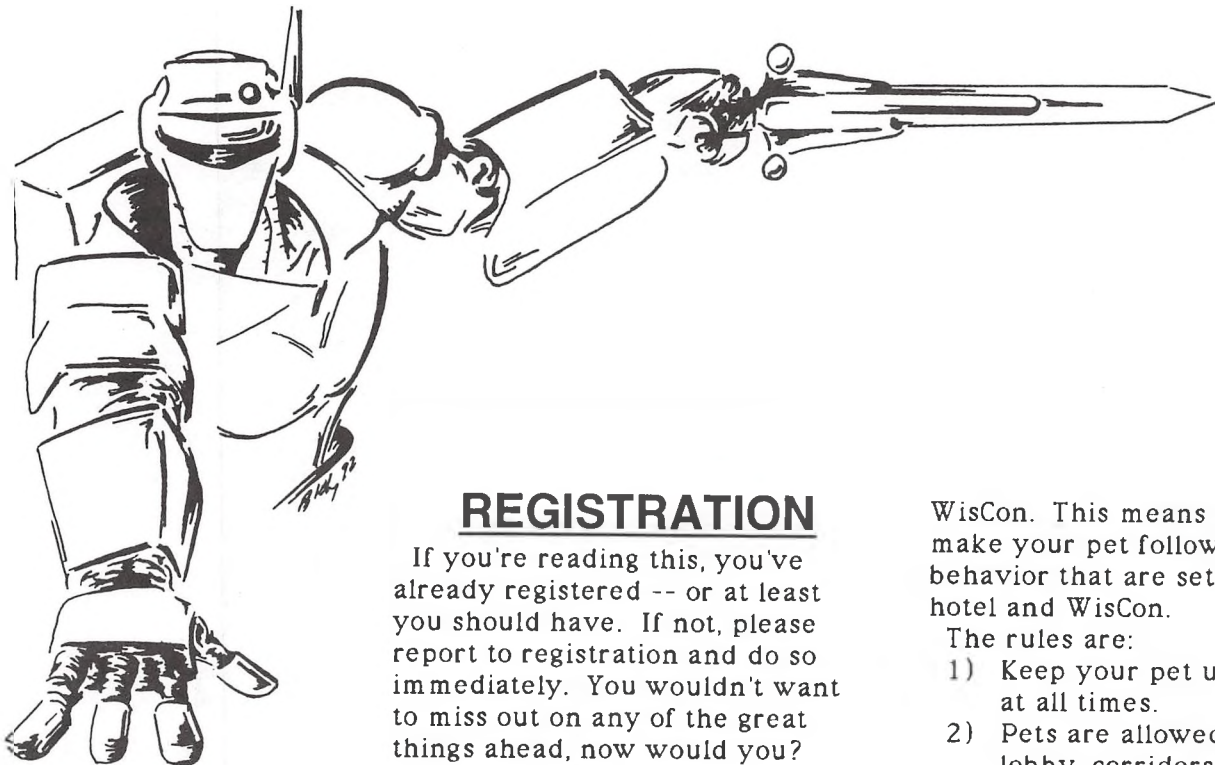 REGISTRATION
If you're reading this, you've
already registered -- or at least
you should have. If not, please
report to registration and do so
immediately. You wouldn't want
to miss out on any of the great
things ahead, now would you?
WisCon. This means
make your pet follow
behavior that are set
hotel and WisCon.
The rules are:
1) Keep your pet u
at all times.
2) Pets are allowed
lobby, corridors